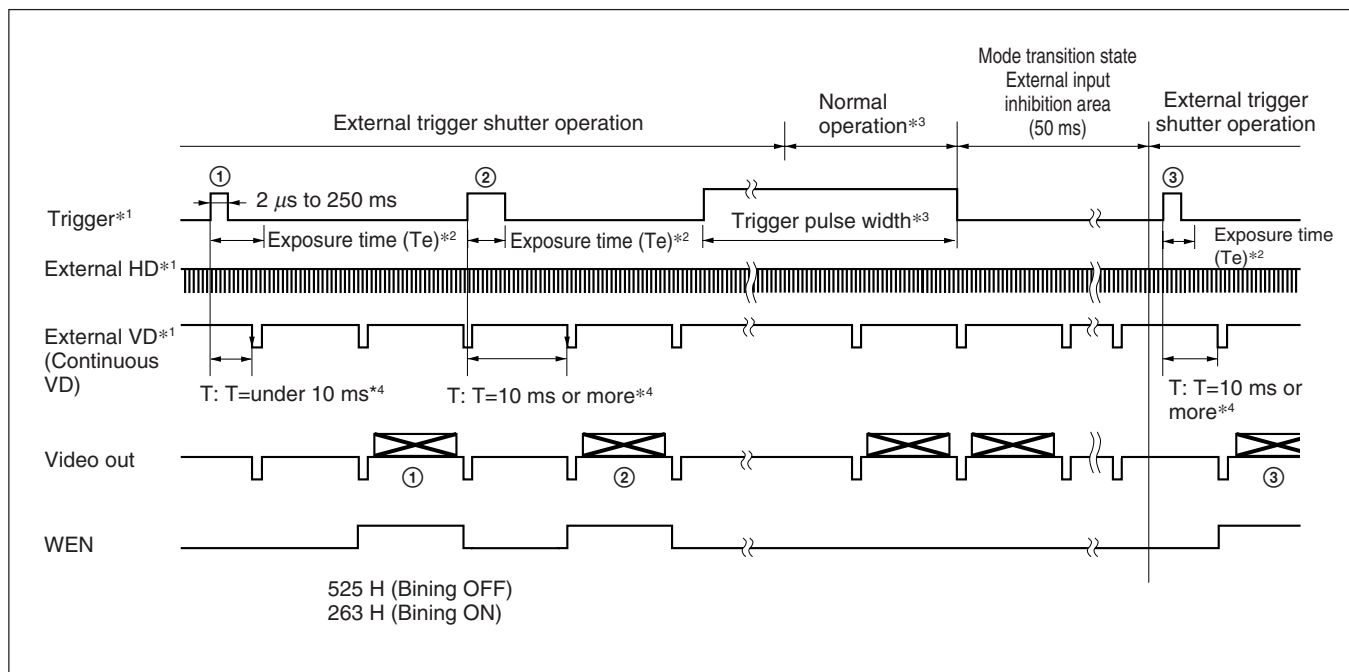 Mode transition state
External input
inhibition area
(50 ms)
Normal
operation*3
External trigger
shutter operation
External trigger shutter operation
①
②
③
2 μs to 250 ms
Trigger*1
Trigger pulse width*3
Exposure time (Te)*2
Exposure time (Te)*2
Exposure time
(Te)*2
External HD*1
External VD*1
(Continuous
VD)
T: T=under 10 ms*4
T: T=10 ms or more*4
T: T=10 ms or
more*4
Video out
①
②
③
WEN
525 H (Bining OFF)
263 H (Bining ON)